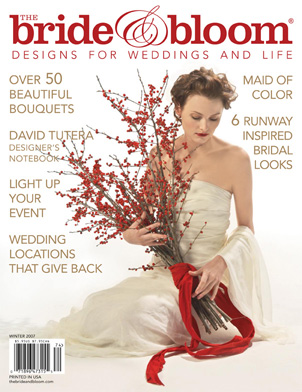 THE
bride & bloom®
DESIGNS FOR WEDDINGS AND LIFE
OVER 50
BEAUTIFUL
BOUQUETS
DAVID TUTERA
DESIGNER'S
NOTEBOOK
LIGHT UP
YOUR
EVENT
WEDDING
LOCATIONS
THAT GIVE BACK
MAID OF
COLOR
6 RUNWAY
INSPIRED
BRIDAL
LOOKS
WINTER 2007
74
PRINTED IN USA
thebrideandbloom.com